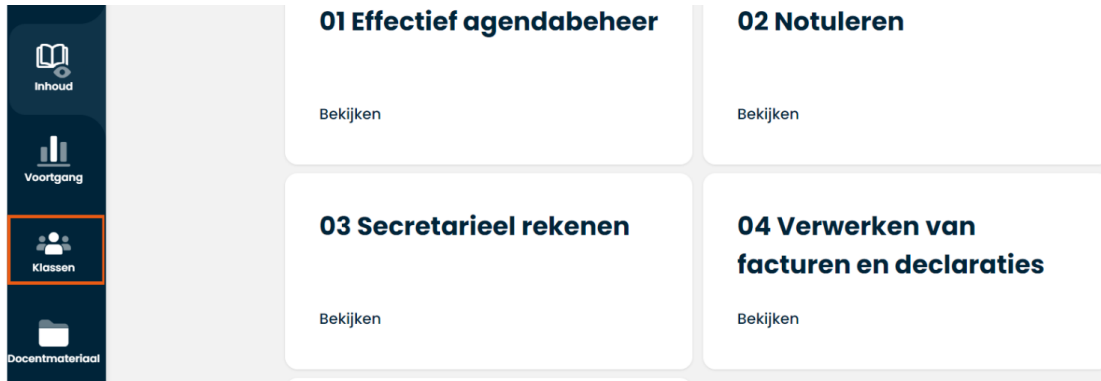 Inhoud
Voortgang
Klassen
Docentmateriaal
01 Effectief agendabeheer
Bekijken
02 Notuleren
Bekijken
03 Secretarieel rekenen
Bekijken
04 Verwerken van
facturen en declaraties
Bekijken